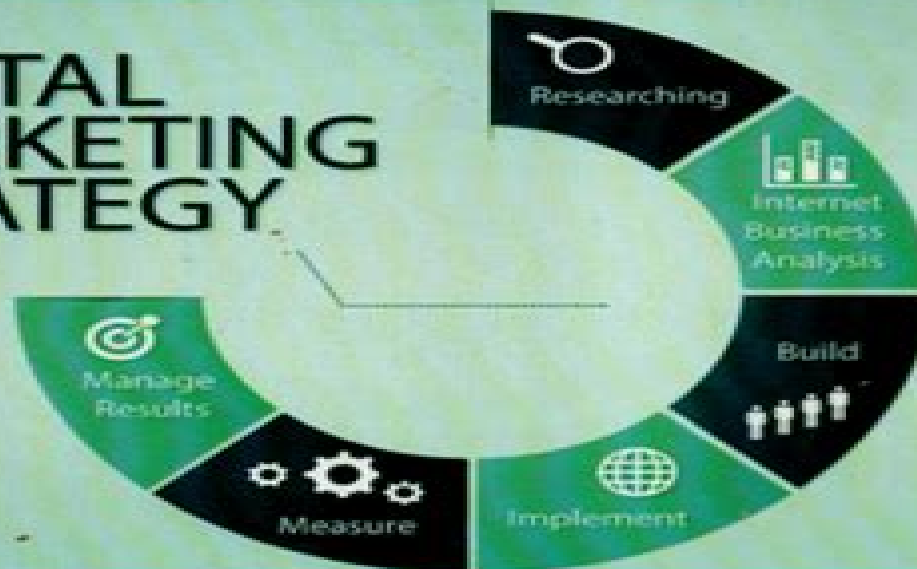 TAL
KETING
ATEGY
Researching
Internet
Business
Analysis
Build
Implement
Measure
Manage
Results